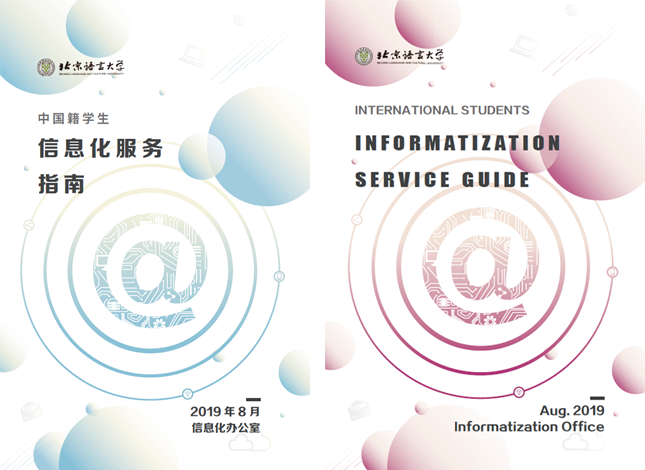 北京语言大学
BEIJING LANGUAGE AND CULTURE UNIVERSITY
中国籍学生
信息化服务
指南
@
2019 年 8 月
信息化办公室
北京语言大学
BEIJING LANGUAGE AND CULTURE UNIVERSITY
INTERNATIONAL STUDENTS
INFORMATIZATION
SERVICE GUIDE
@
Aug. 2019
Informatization Office